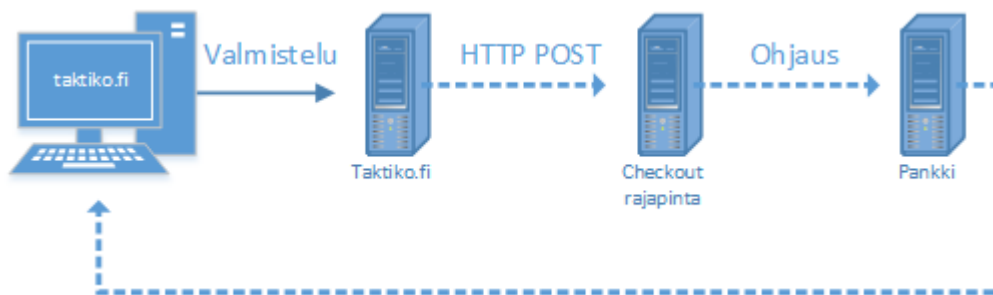 taktiko.fi
Valmistelu
HTTP POST
Ohjaus
Taktiko.fi
Checkout
rajapinta
Pankki